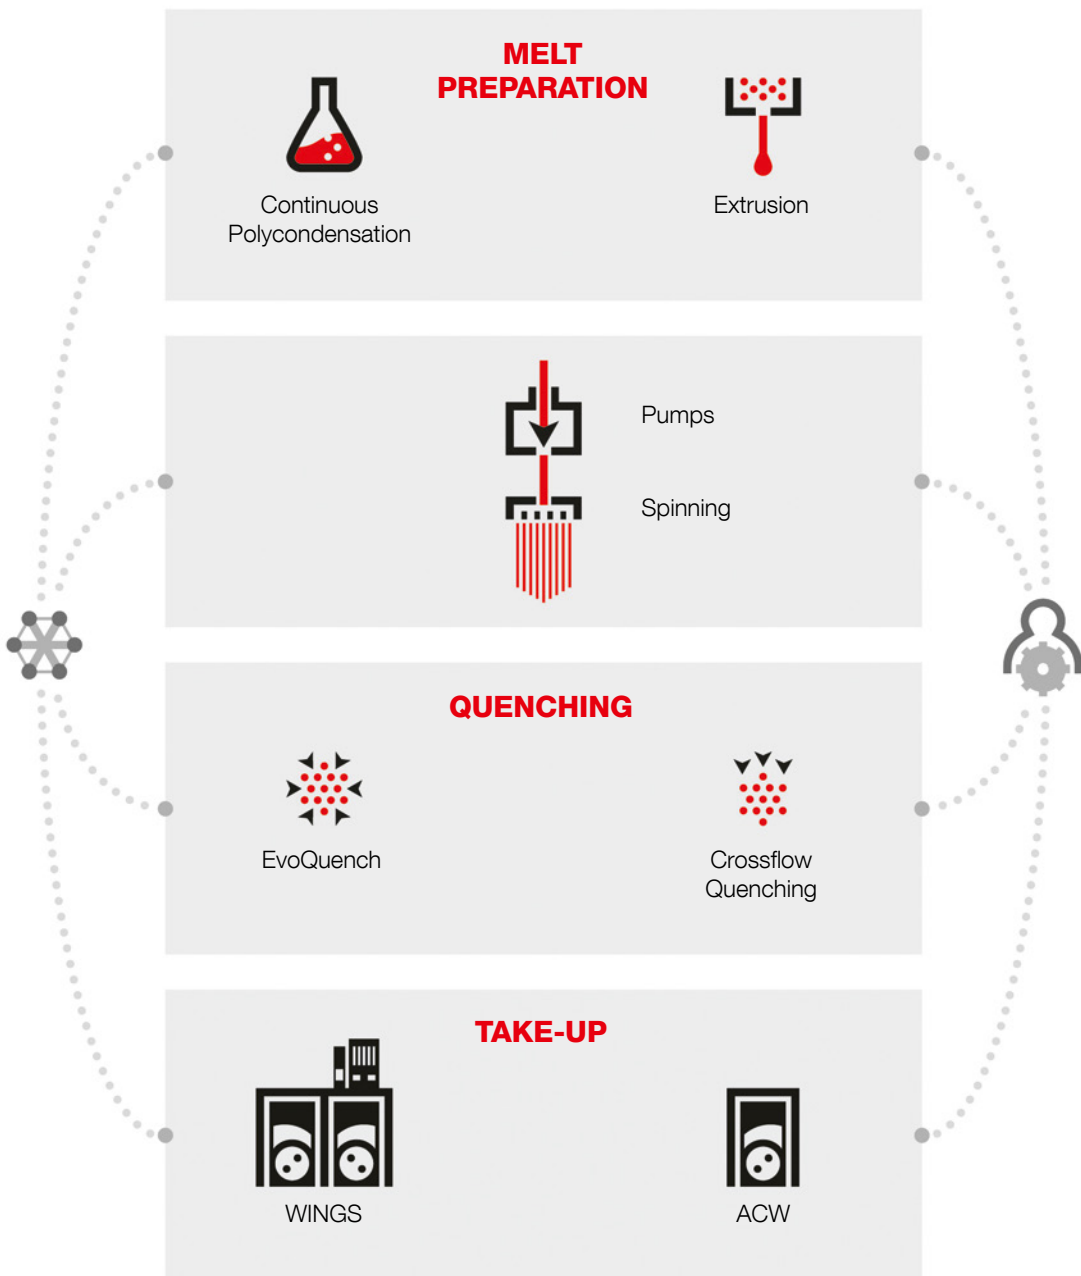 MELT
PREPARATION
Continuous
Polycondensation
Extrusion
Pumps
Spinning
QUENCHING
EvoQuench
Crossflow
Quenching
TAKE-UP
WINGS
ACW